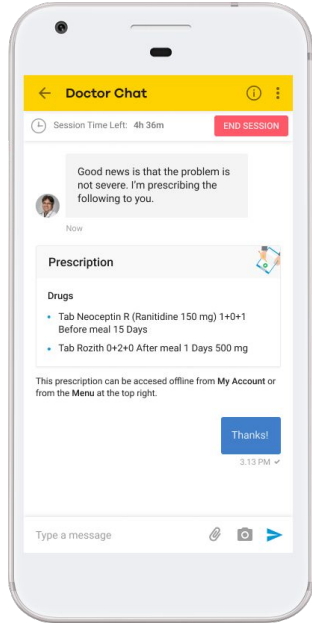 Doctor Chat
Session Time Left: 4h 36m
END SESSION
Good news is that the problem is
not severe. I'm prescribing the
following to you.
Now
Prescription
Drugs
Tab Neoceptin R (Ranitidine 150 mg) 1+0+1
Before meal 15 Days
Tab Rozith 0+2+0 After meal 1 Days 500 mg
This prescription can be accesed offline from My Account or
from the Menu at the top right.
Thanks!
3.13 PM
Type a message